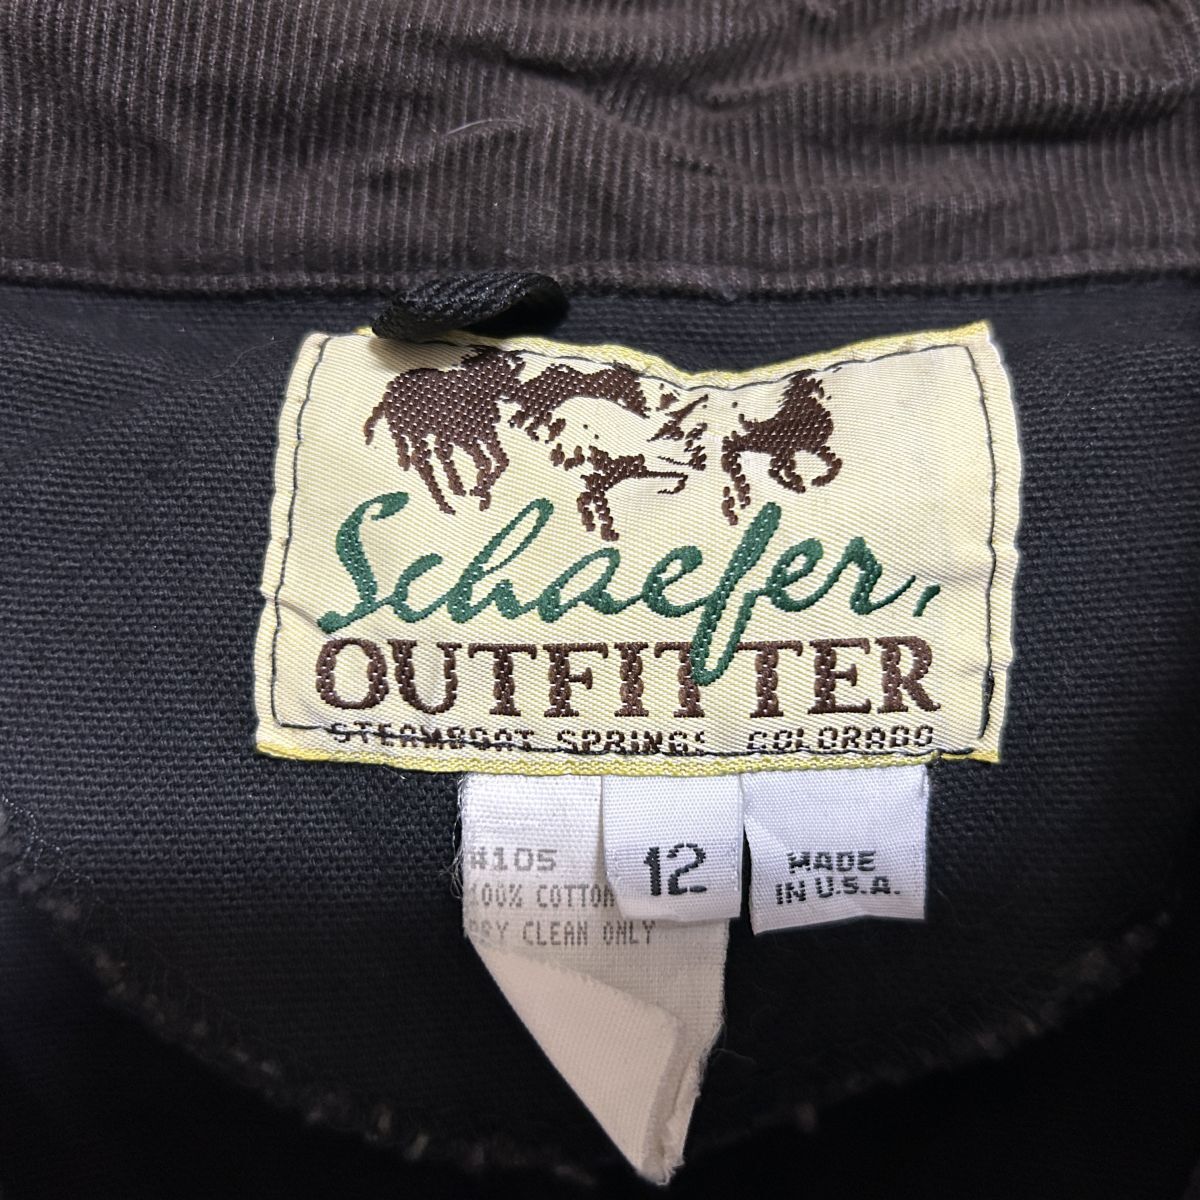 Schaefer,
OUTFITTER
STEAMBOAT SPRINGS COLORADO
#105
100% COTTON
DRY CLEAN ONLY
12
MADE
IN U.S.A.